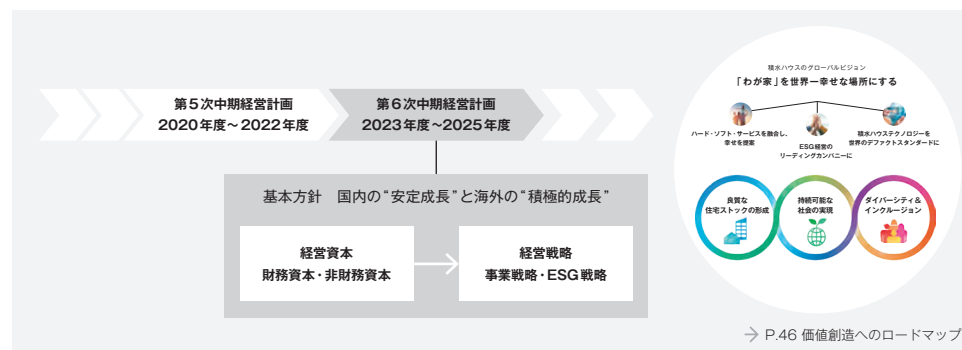 第5次中期経営計画
2020年度～2022年度
第6次中期経営計画
2023年度～2025年度
基本方針　国内の“安定成長”と海外の“積極的成長”
経営資本
財務資本・非財務資本
経営戦略
事業戦略・ESG戦略
積水ハウスのグローバルビジョン
「わが家」を世界一幸せな場所にする
ハード・ソフト・サービスを融合し、
幸せを提案
ESG経営の
リーディングカンパニーに
積水ハウステクノロジーを
世界のデファクトスタンダードに
良質な
住宅ストックの形成
持続可能な
社会の実現
ダイバーシティ＆
インクルージョン
→ P.46 価値創造へのロードマップ